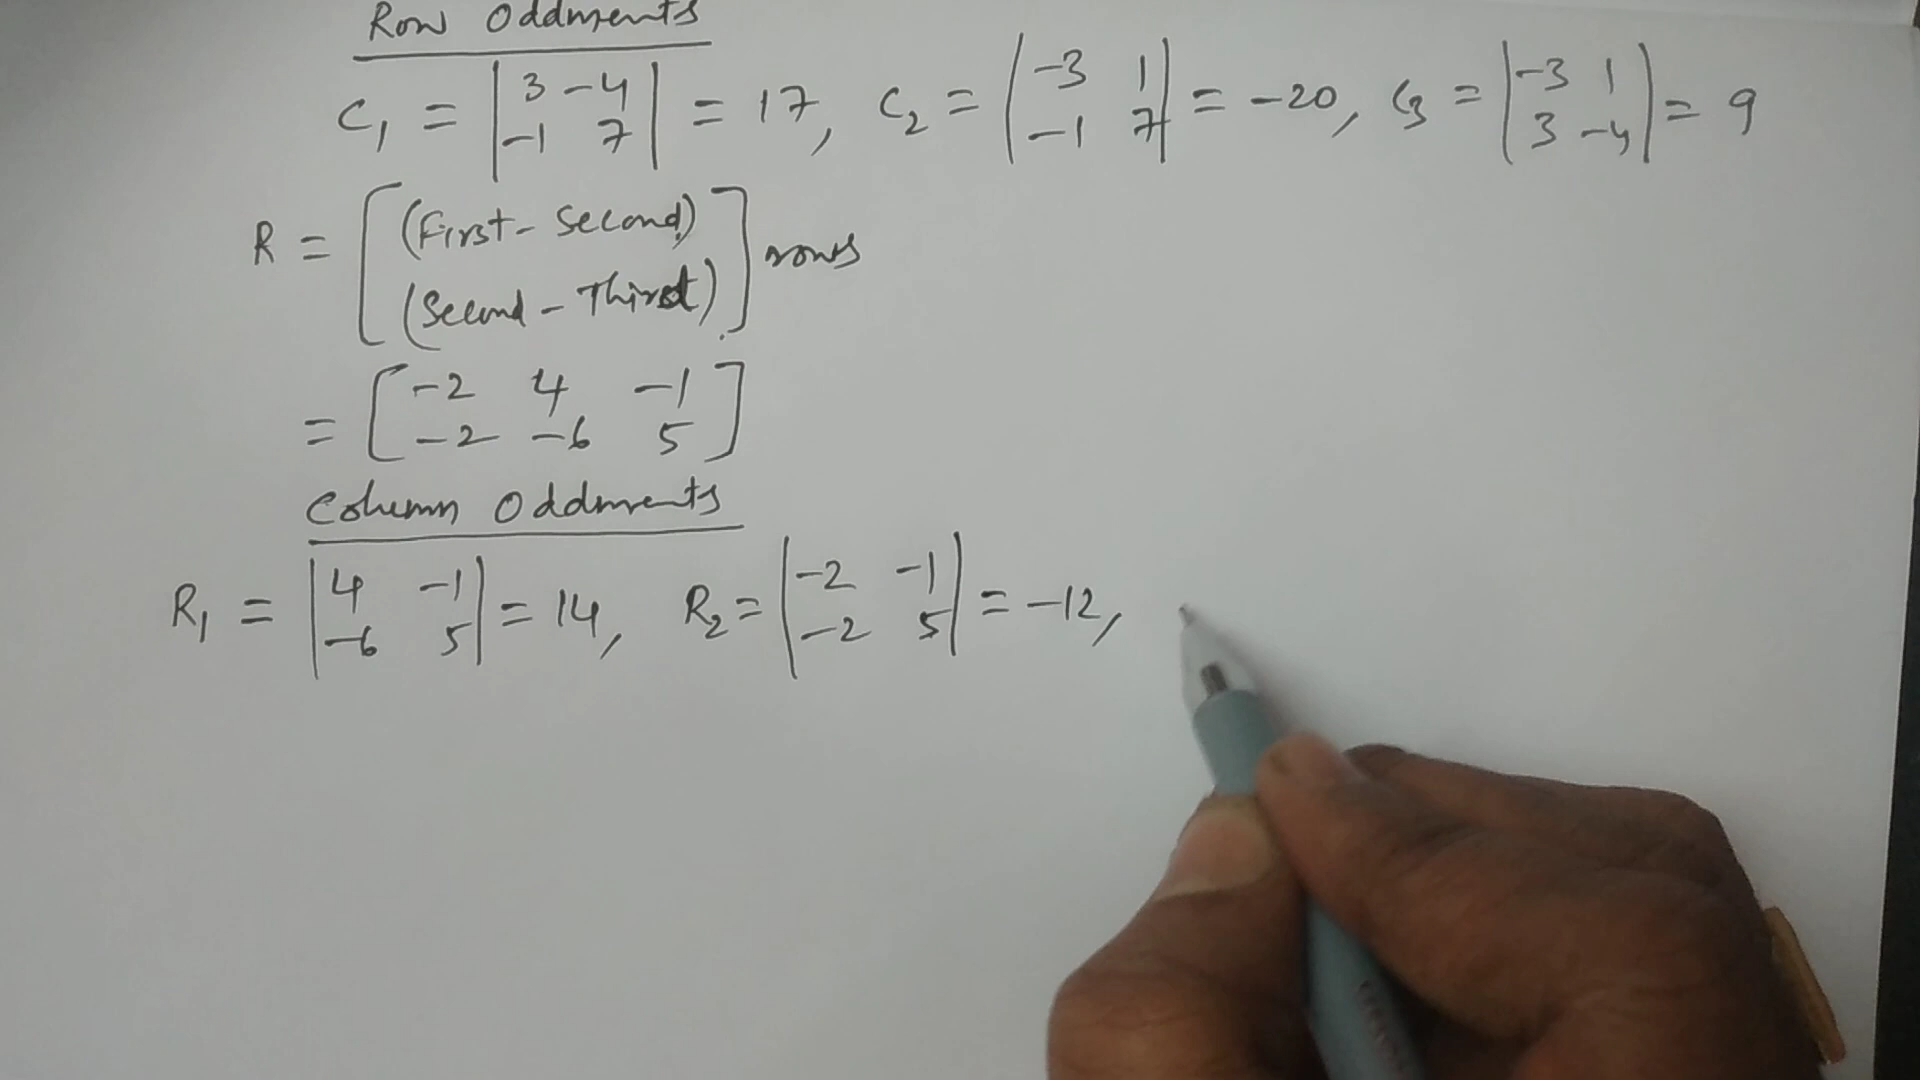 Row Oddments
C₁ = |3 -4; -1 7| = 17, C₂ = |-3 1; -1 7| = -20, C₃ = |-3 1; 3 -4| = 9
R = [(First - Second) (Second - Third)] rows
= [-2 4 -1; -2 -6 5]
Column Oddments
R₁ = |4 -1; -6 5| = 14, R₂ = |-2 -1; -2 5| = -12,